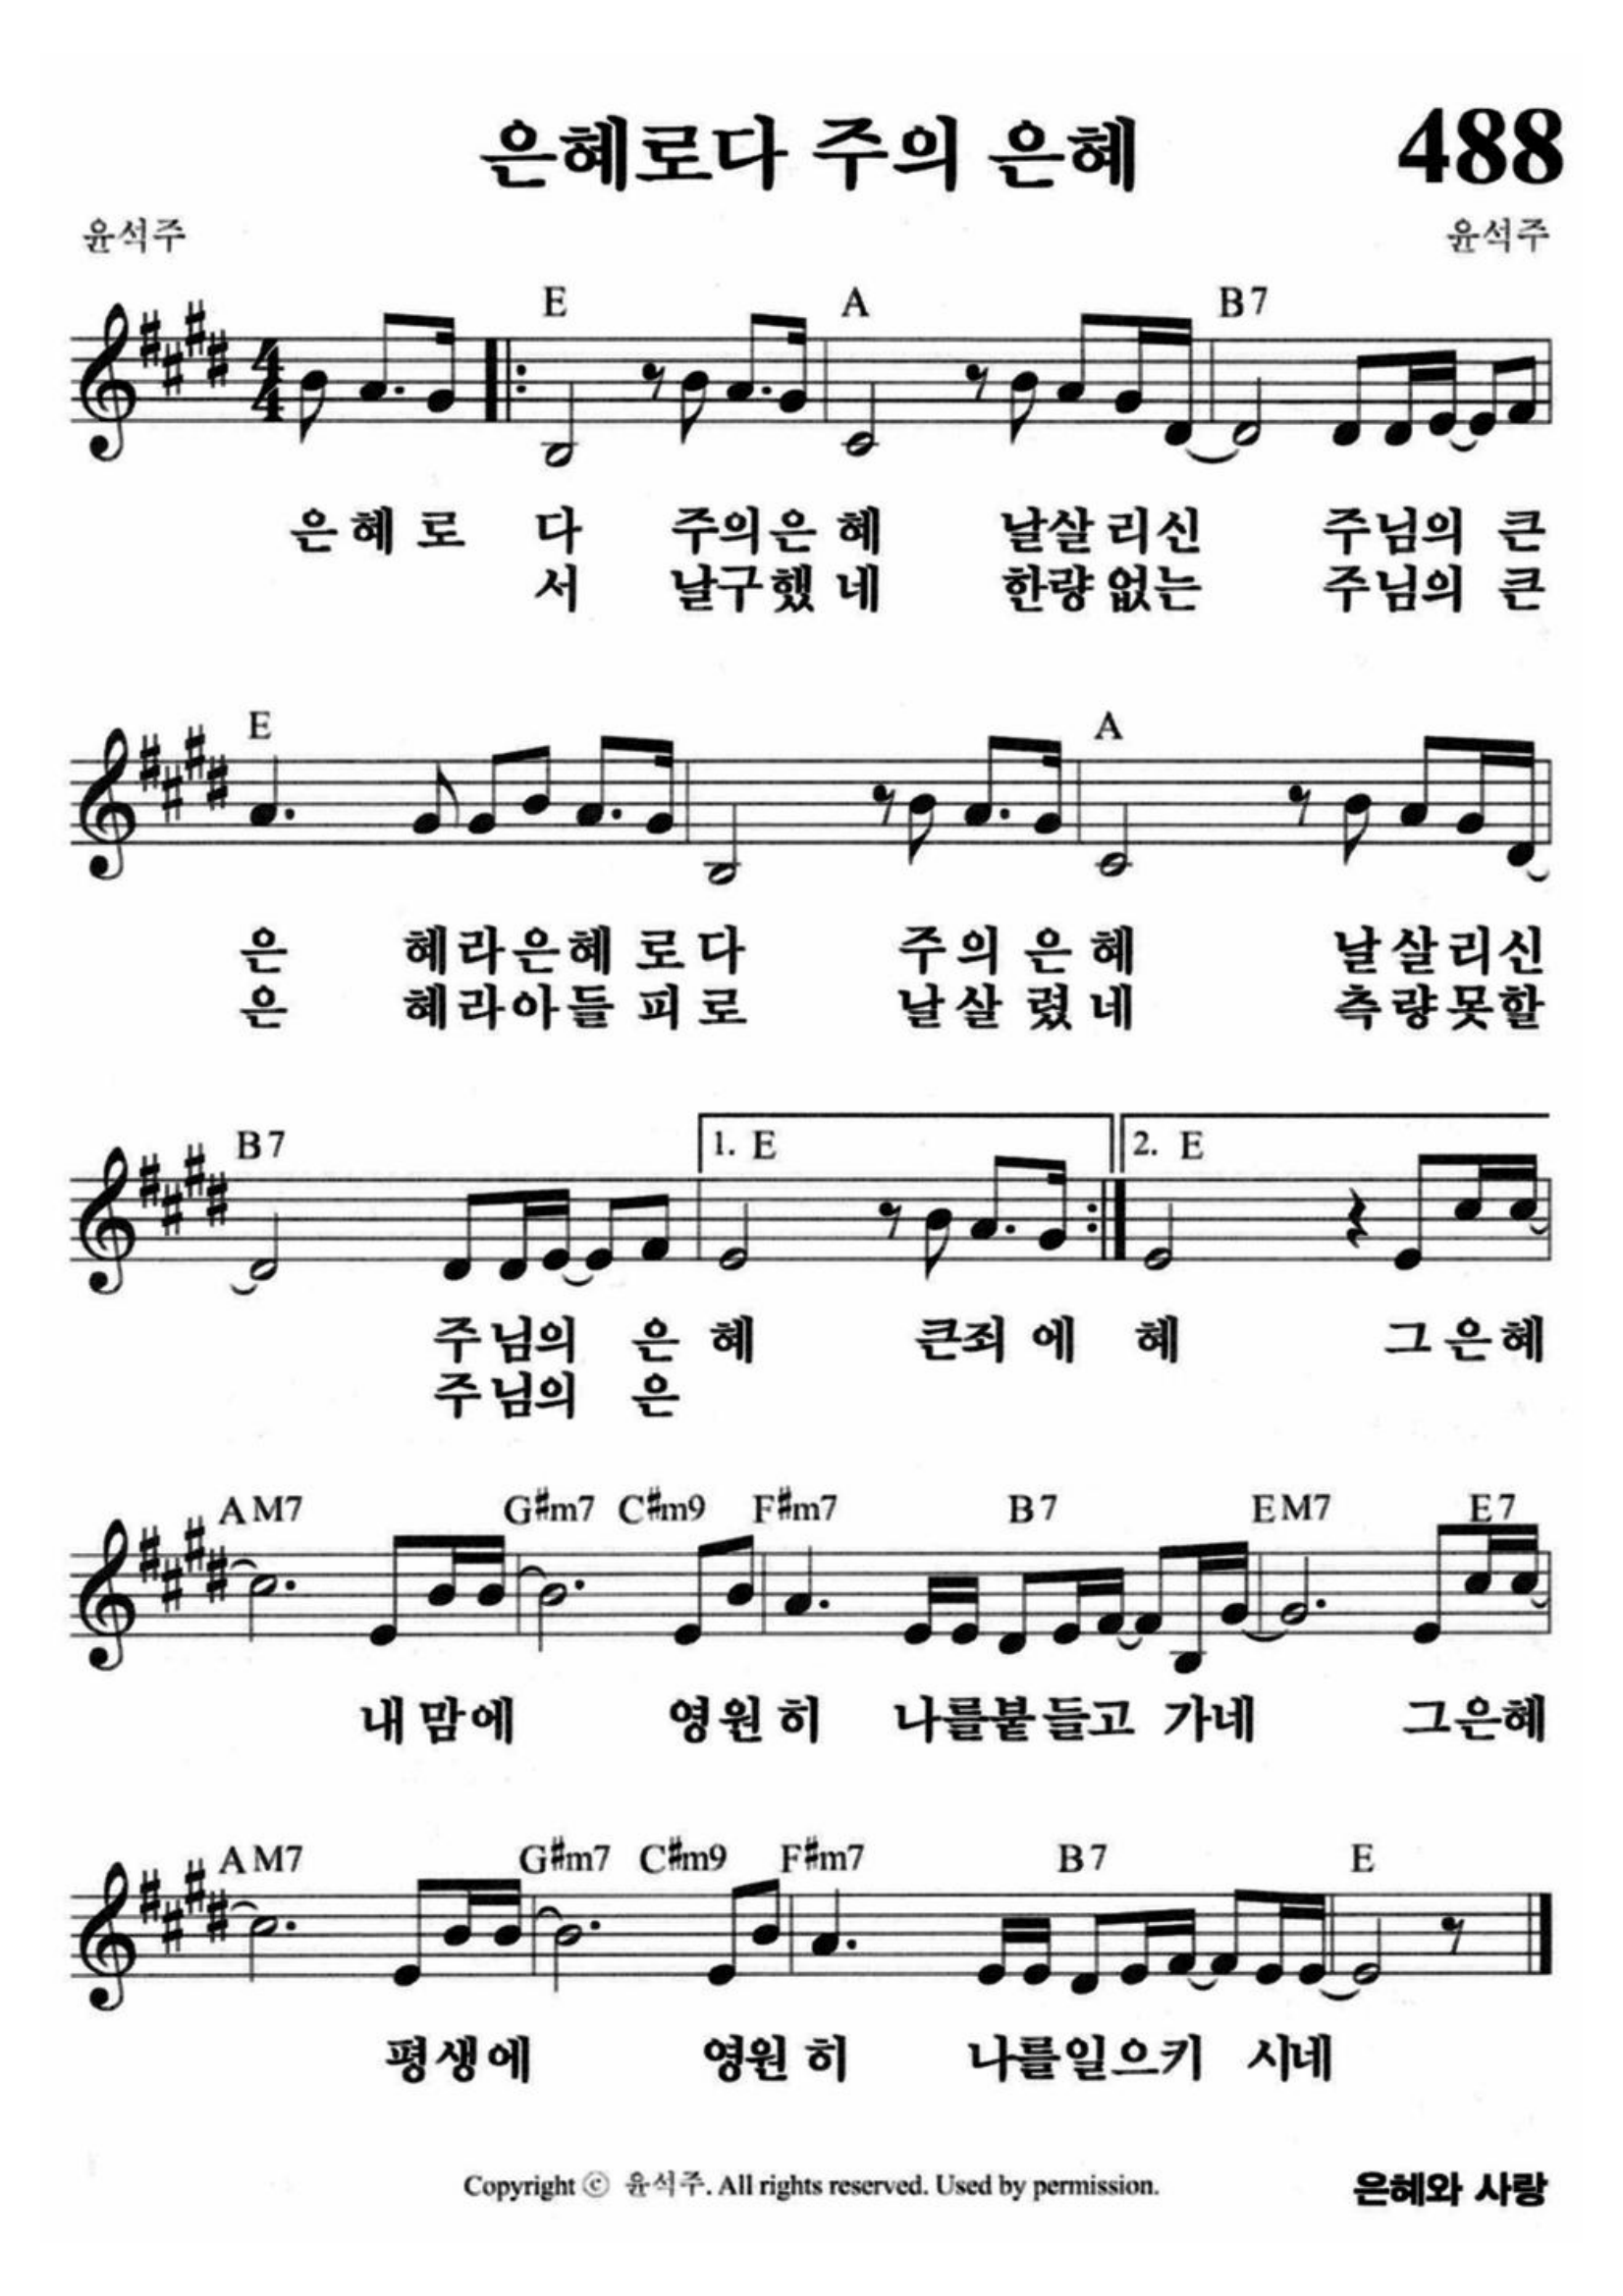 은혜로다 주의 은혜 488
윤석주 윤석주
E A B7
4
4
은혜로 다 주의은혜 날살리신 주님의 큰
서 날구했네 한량없는 주님의 큰
E A
은 혜라은혜 로다 주의 은혜 날살리신
은 혜라아들 피로 날살 렸네 측량못할
B7 1. E 2. E
주님의 은혜 큰죄에 혜 그은혜
주님의 은
AM7 G#m7 C#m9 F#m7 B7 EM7 E7
내맘에 영원히 나를붙들고 가네 그은혜
AM7 G#m7 C#m9 F#m7 B7 E
평생에 영원히 나를일으키 시네
Copyright ⓒ 윤석주. All rights reserved. Used by permission.
은혜와 사랑